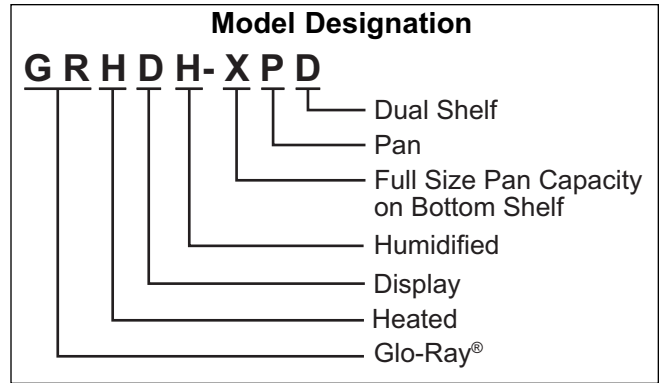 Model Designation
G R H D H- X P D
Dual Shelf
Pan
Full Size Pan Capacity
on Bottom Shelf
Humidified
Display
Heated
Glo-Ray®